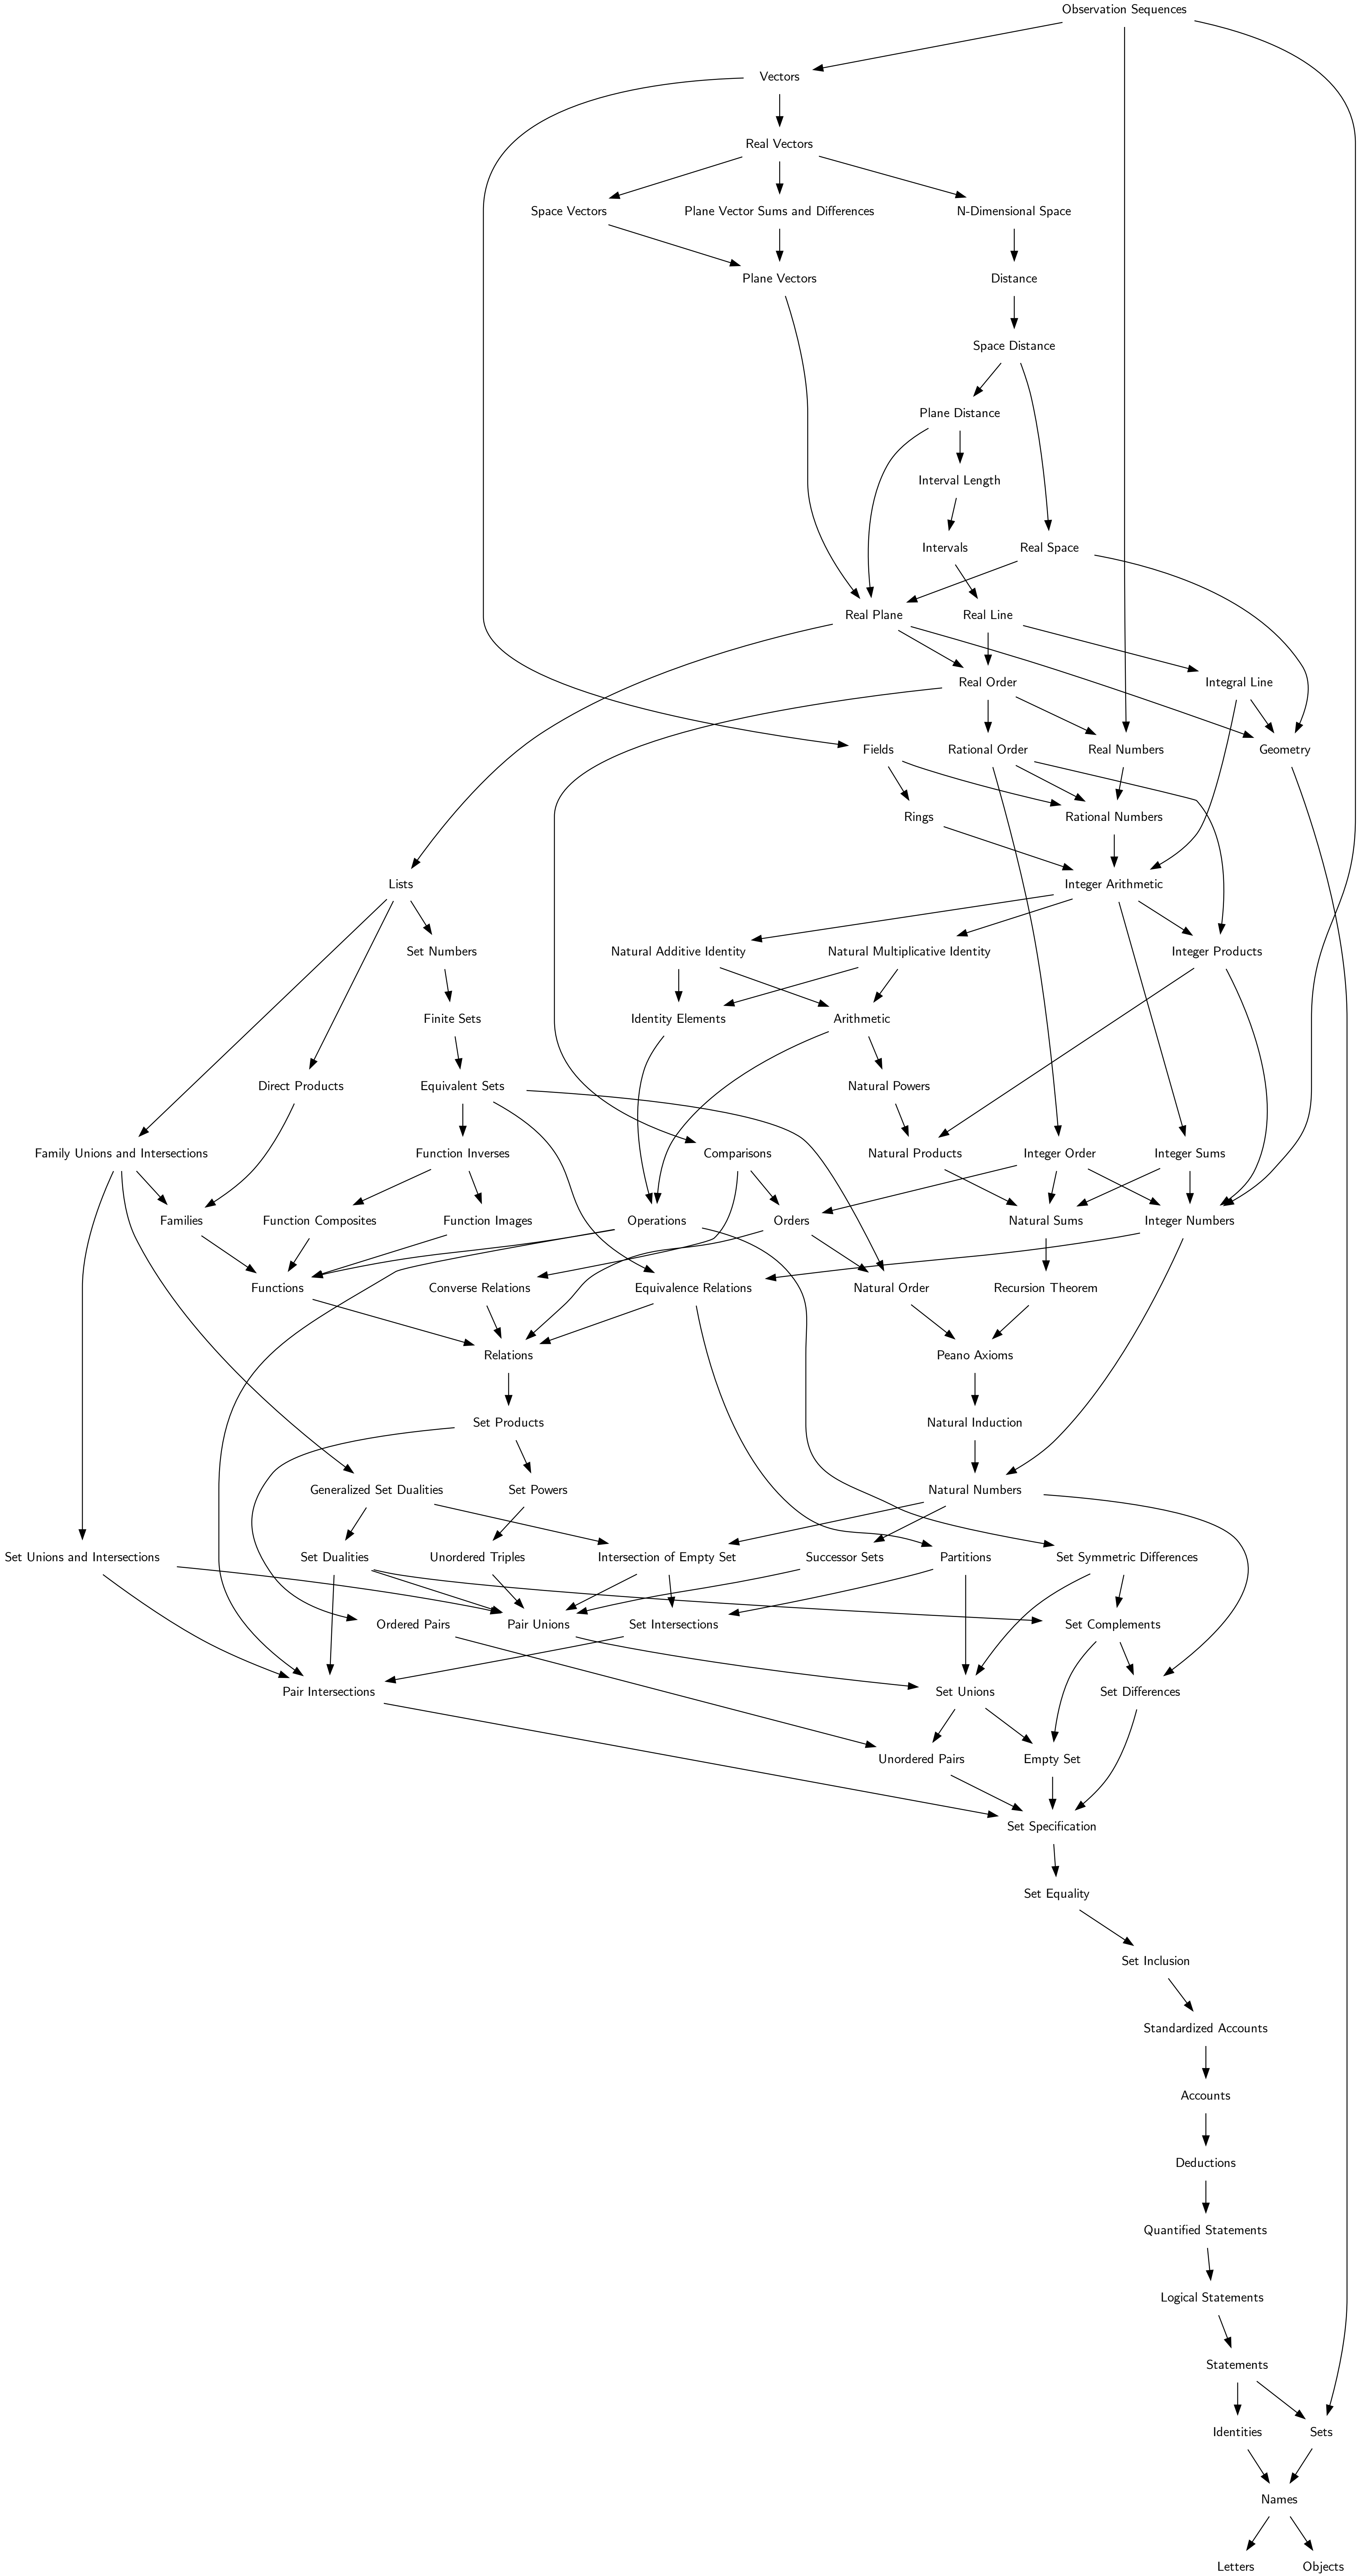 Observation Sequences
Vectors
Real Vectors
Space Vectors
Plane Vector Sums and Differences
N-Dimensional Space
Plane Vectors
Distance
Space Distance
Plane Distance
Interval Length
Intervals
Real Space
Real Plane
Real Line
Real Order
Integral Line
Fields
Rational Order
Real Numbers
Geometry
Rings
Rational Numbers
Lists
Integer Arithmetic
Set Numbers
Natural Additive Identity
Natural Multiplicative Identity
Integer Products
Finite Sets
Identity Elements
Arithmetic
Direct Products
Equivalent Sets
Natural Powers
Family Unions and Intersections
Function Inverses
Comparisons
Natural Products
Integer Order
Integer Sums
Families
Function Composites
Function Images
Operations
Orders
Natural Sums
Integer Numbers
Functions
Converse Relations
Equivalence Relations
Natural Order
Recursion Theorem
Relations
Peano Axioms
Set Products
Natural Induction
Generalized Set Dualities
Set Powers
Natural Numbers
Set Unions and Intersections
Set Dualities
Unordered Triples
Intersection of Empty Set
Successor Sets
Partitions
Set Symmetric Differences
Ordered Pairs
Pair Unions
Set Intersections
Set Complements
Pair Intersections
Set Unions
Set Differences
Unordered Pairs
Empty Set
Set Specification
Set Equality
Set Inclusion
Standardized Accounts
Accounts
Deductions
Quantified Statements
Logical Statements
Statements
Identities
Sets
Names
Letters
Objects